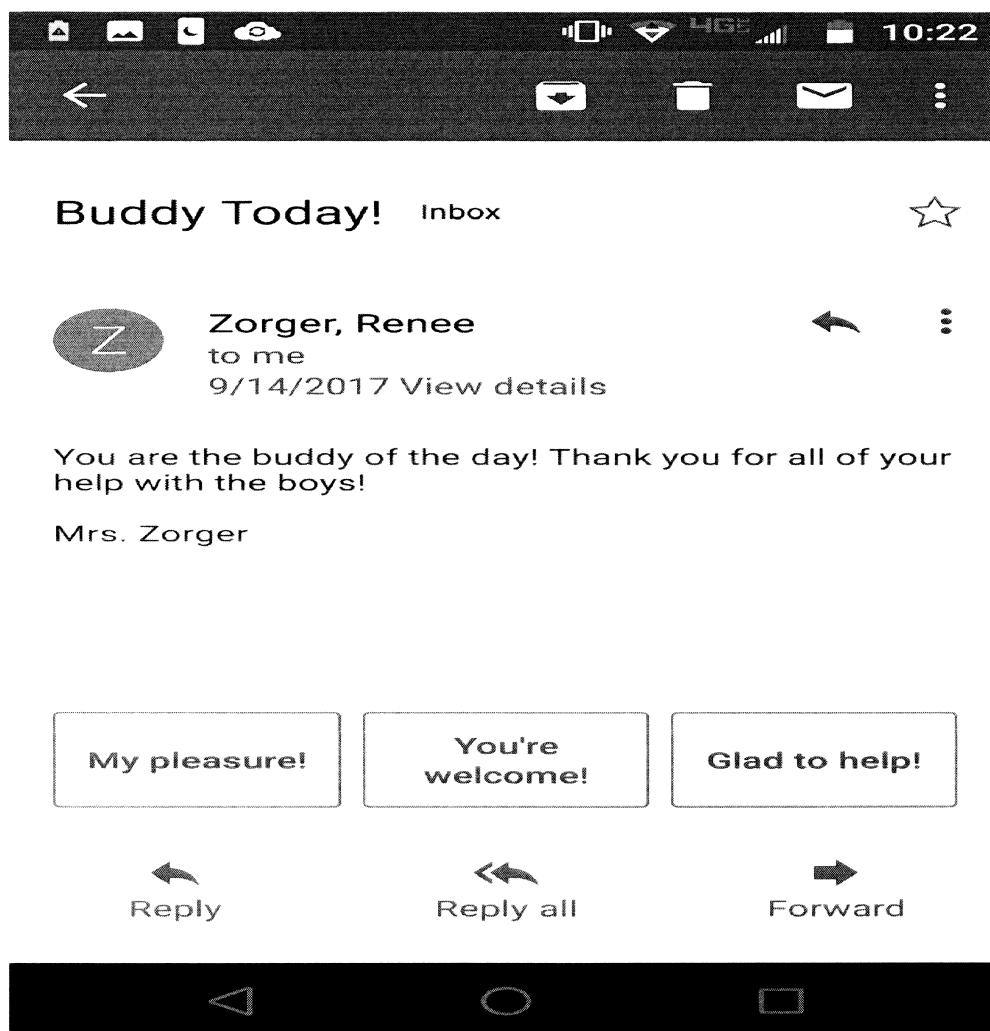 4GE 10:22
Buddy Today! Inbox
Z
Zorger, Renee
to me
9/14/2017 View details
You are the buddy of the day! Thank you for all of your
help with the boys!
Mrs. Zorger
My pleasure!
You're
welcome!
Glad to help!
Reply Reply all Forward